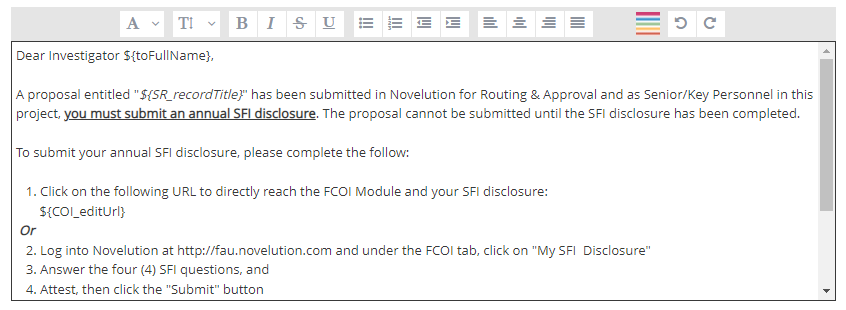 A TI B I S U
Dear Investigator ${toFullName},
A proposal entitled "${SR_recordTitle}" has been submitted in Novelution for Routing & Approval and as Senior/Key Personnel in this
project, you must submit an annual SFI disclosure. The proposal cannot be submitted until the SFI disclosure has been completed.
To submit your annual SFI disclosure, please complete the follow:
1. Click on the following URL to directly reach the FCOI Module and your SFI disclosure:
${COI_editUrl}
Or
2. Log into Novelution at http://fau.novelution.com and under the FCOI tab, click on "My SFI  Disclosure"
3. Answer the four (4) SFI questions, and
4. Attest, then click the "Submit" button